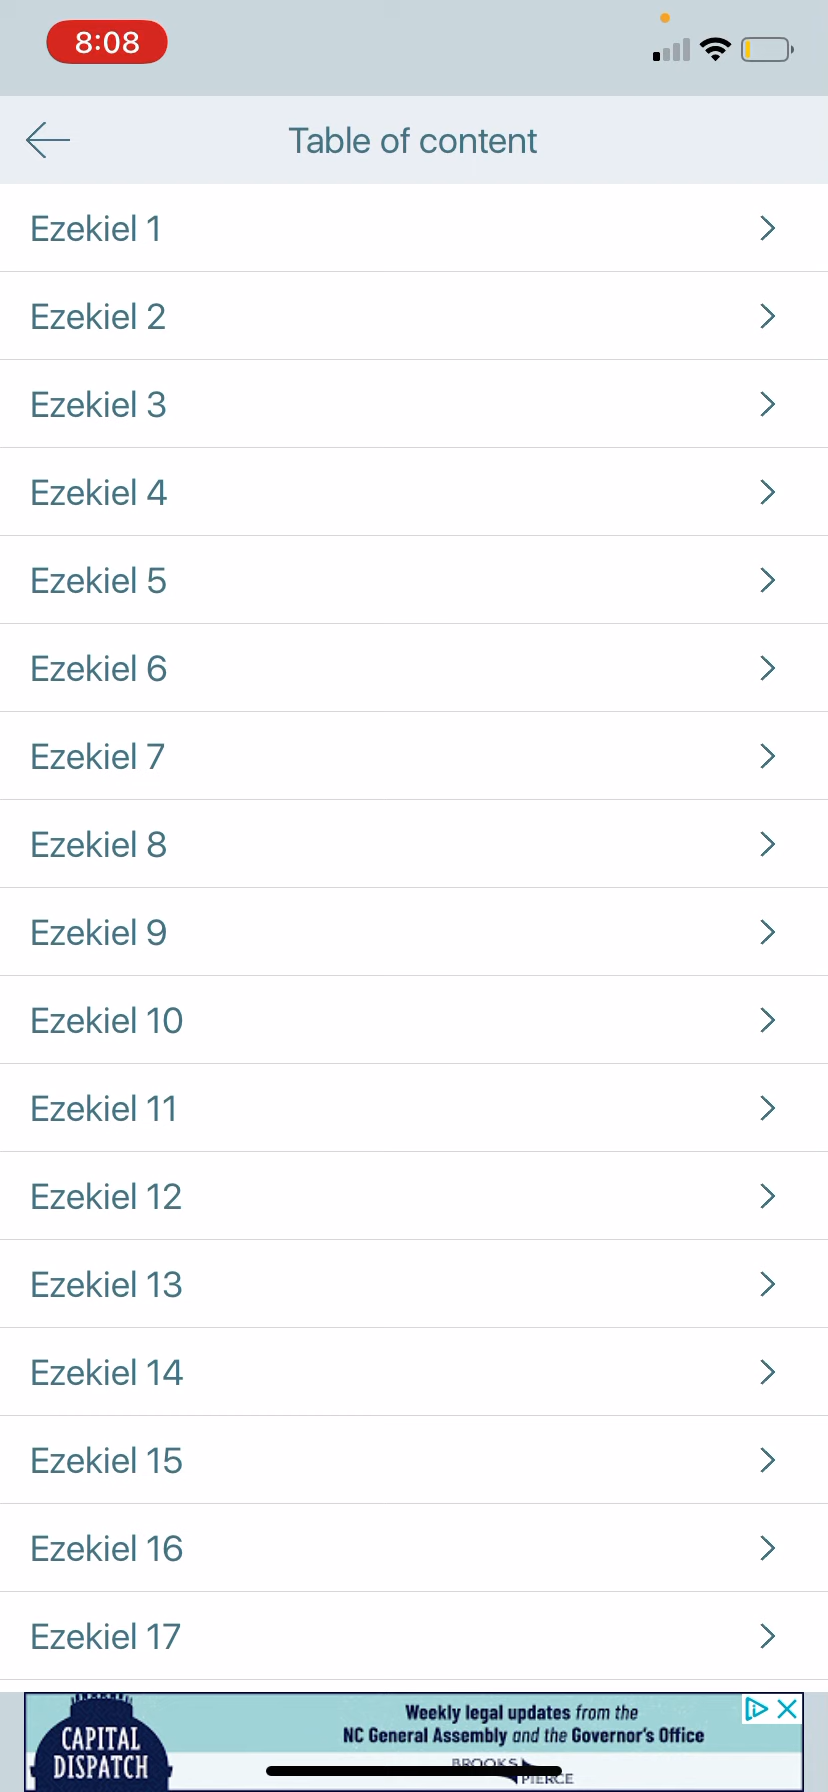 8:08
Table of content
Ezekiel 1
Ezekiel 2
Ezekiel 3
Ezekiel 4
Ezekiel 5
Ezekiel 6
Ezekiel 7
Ezekiel 8
Ezekiel 9
Ezekiel 10
Ezekiel 11
Ezekiel 12
Ezekiel 13
Ezekiel 14
Ezekiel 15
Ezekiel 16
Ezekiel 17
CAPITAL
DISPATCH
Weekly legal updates from the
NC General Assembly and the Governor's Office
BROOKS
PIERCE